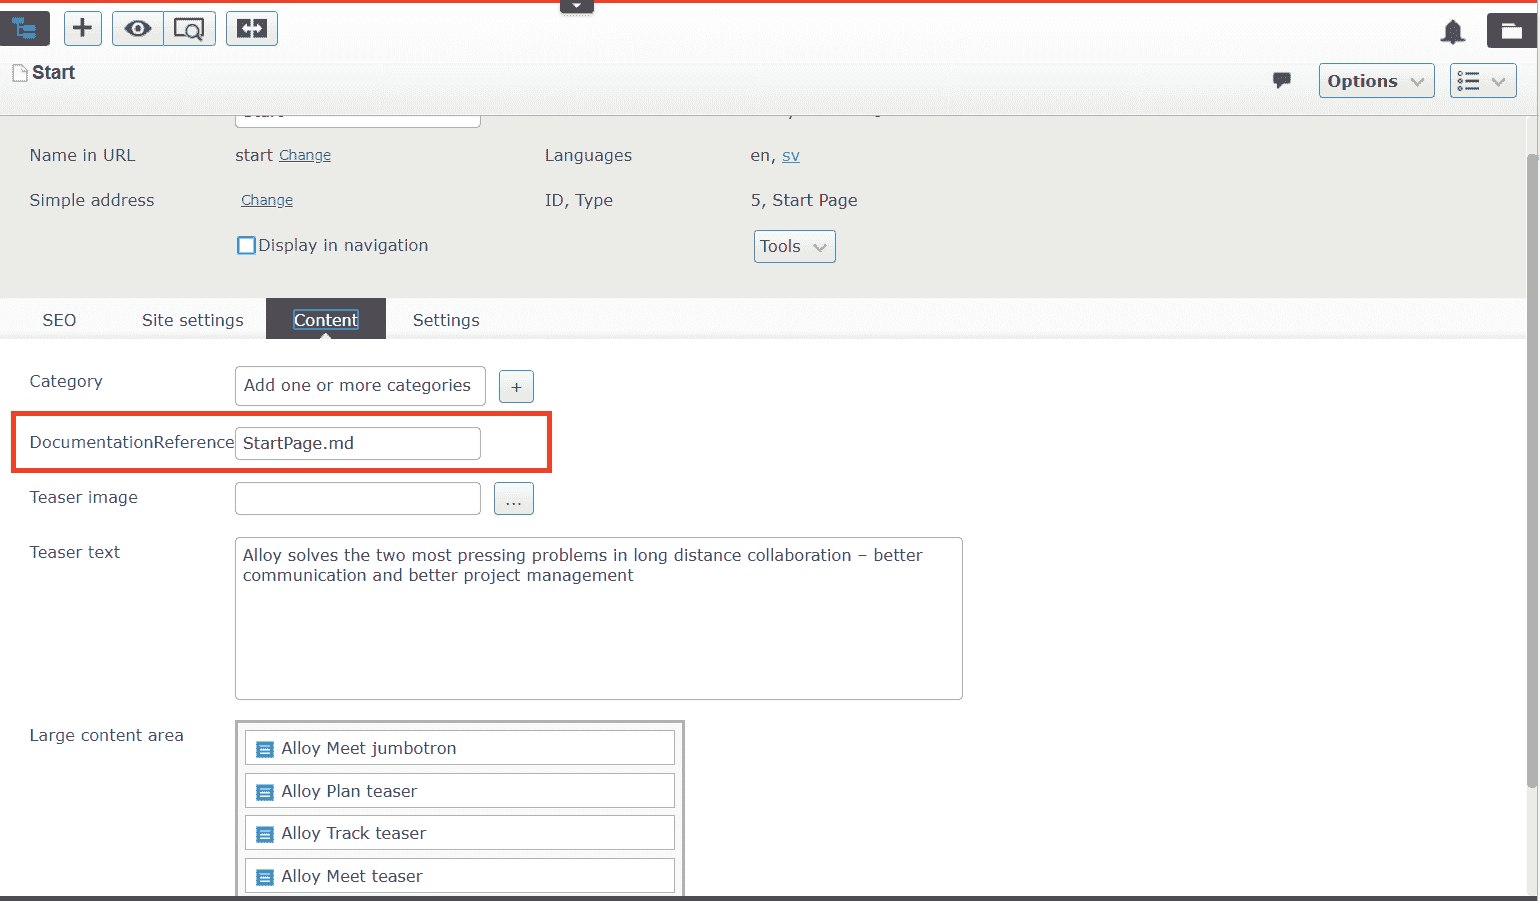 Start
Options
Name in URL
start Change
Languages
en, sv
Simple address
Change
ID, Type
5, Start Page
Display in navigation
Tools
SEO
Site settings
Content
Settings
Category
Add one or more categories
+
DocumentationReference
StartPage.md
Teaser image
...
Teaser text
Alloy solves the two most pressing problems in long distance collaboration – better
communication and better project management
Large content area
Alloy Meet jumbotron
Alloy Plan teaser
Alloy Track teaser
Alloy Meet teaser